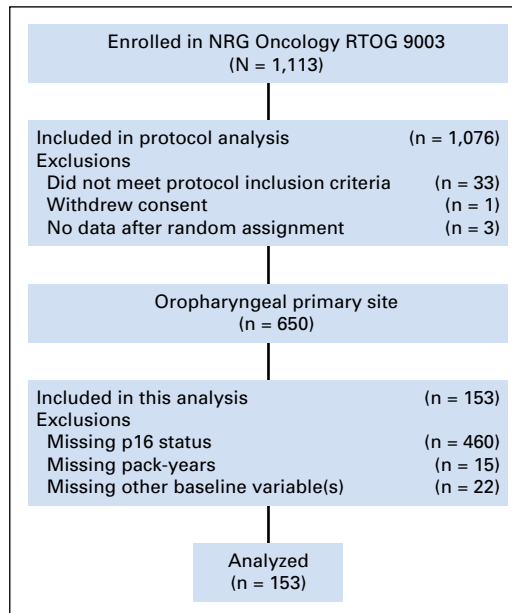 Enrolled in NRG Oncology RTOG 9003
(N = 1,113)
Included in protocol analysis (n = 1,076)
Exclusions
Did not meet protocol inclusion criteria (n = 33)
Withdrew consent (n = 1)
No data after random assignment (n = 3)
Oropharyngeal primary site
(n = 650)
Included in this analysis (n = 153)
Exclusions
Missing p16 status (n = 460)
Missing pack-years (n = 15)
Missing other baseline variable(s) (n = 22)
Analyzed
(n = 153)